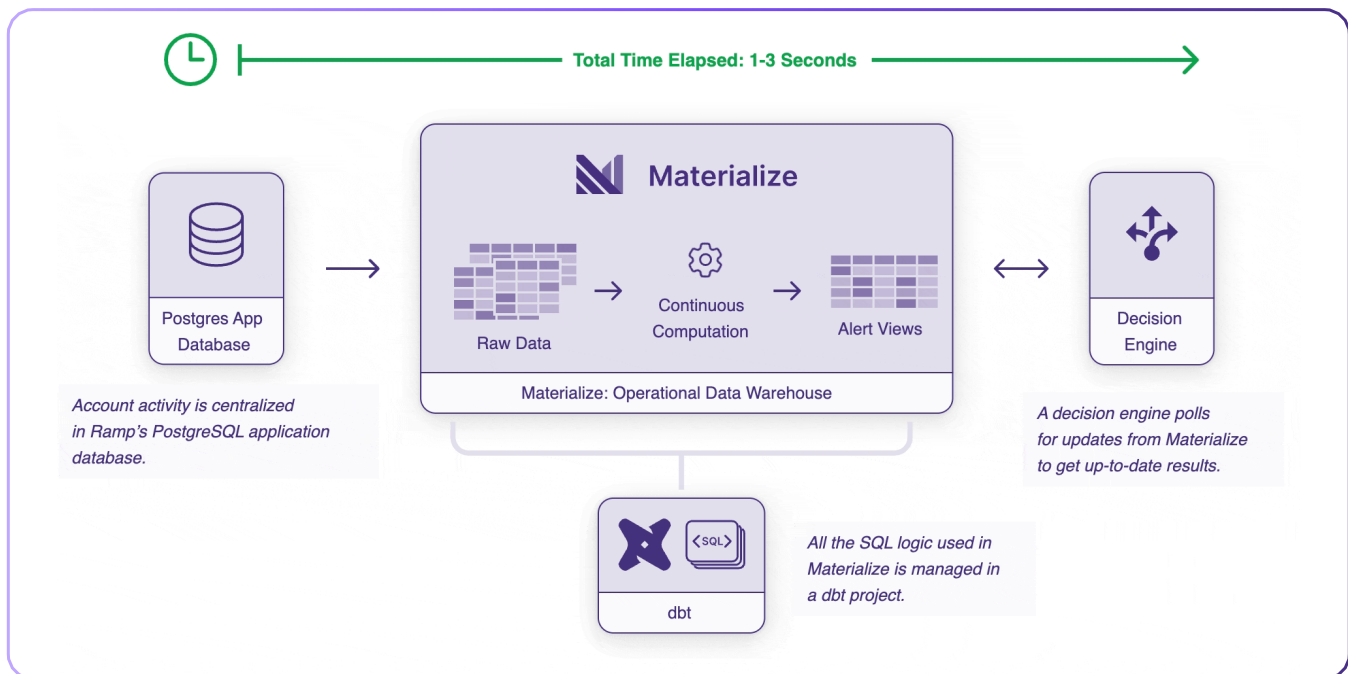 Total Time Elapsed: 1-3 Seconds
Materialize
Postgres App
Database
Raw Data
Continuous
Computation
Alert Views
Decision
Engine
Materialize: Operational Data Warehouse
Account activity is centralized
in Ramp’s PostgreSQL application
database.
A decision engine polls
for updates from Materialize
to get up-to-date results.
<SQL>
dbt
All the SQL logic used in
Materialize is managed in
a dbt project.